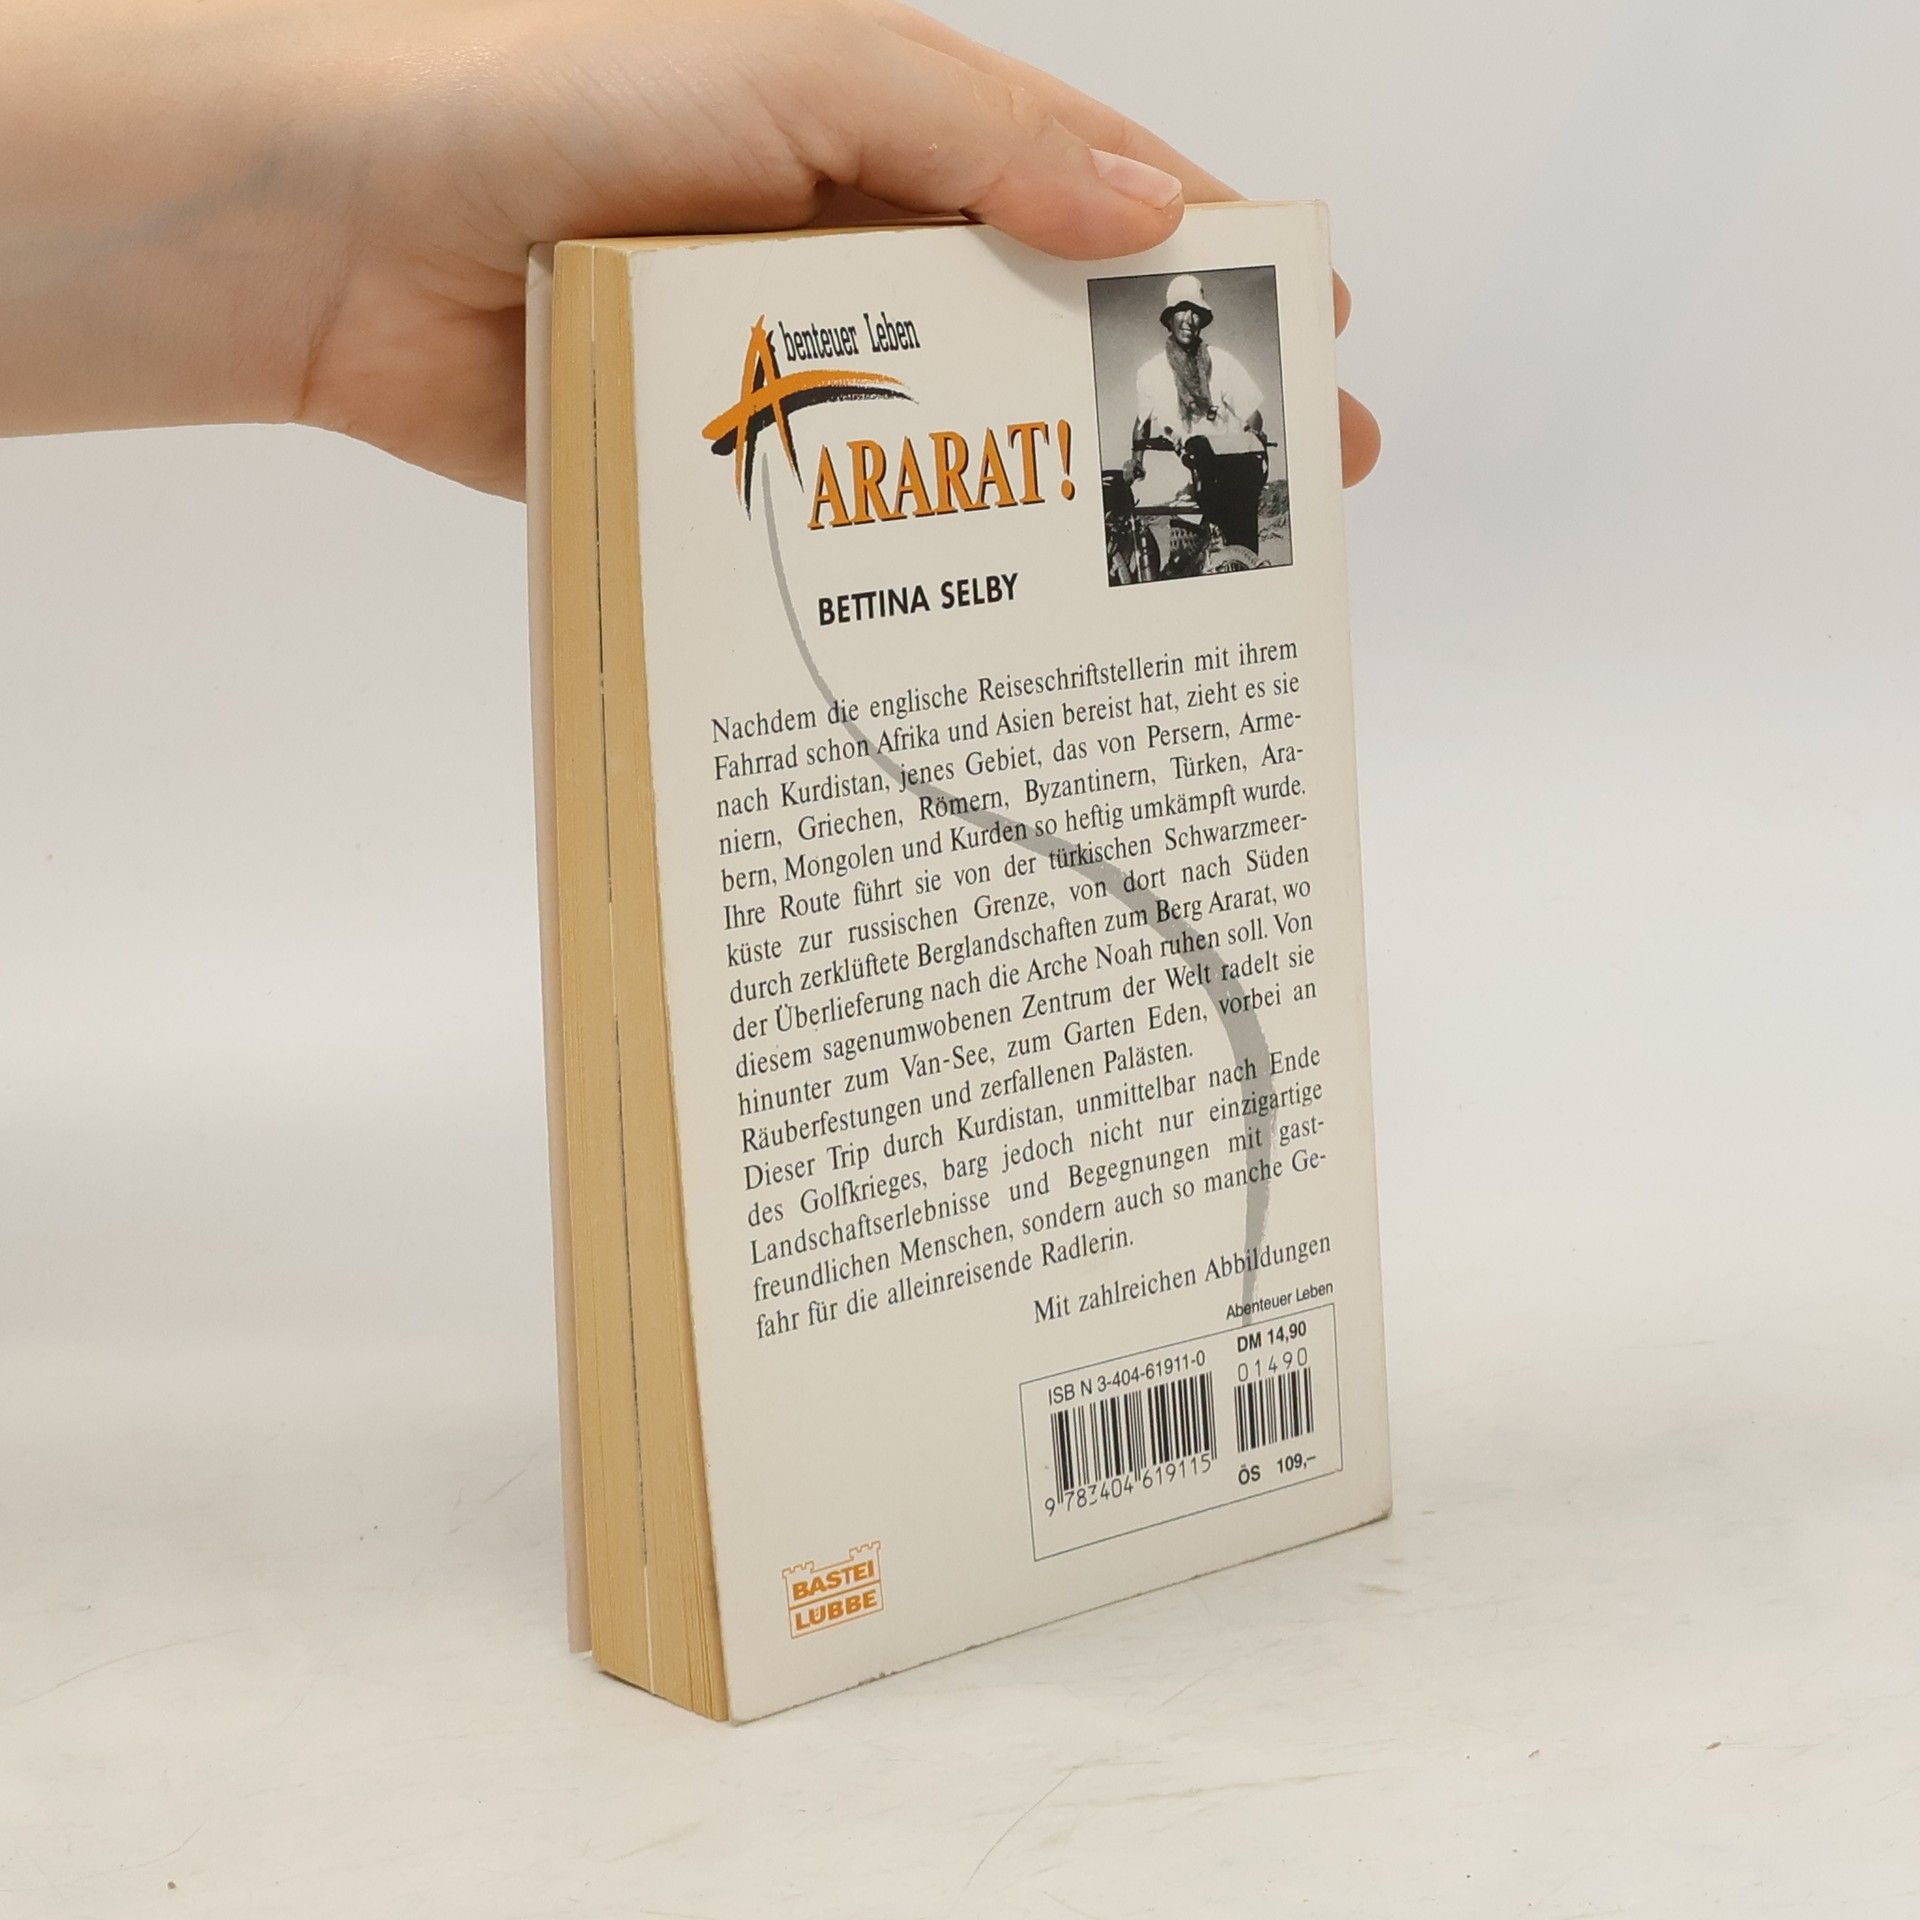 Abenteuer Leben
ARARAT!
BETTINA SELBY
Nachdem die englische Reiseschriftstellerin mit ihrem
Fahrrad schon Afrika und Asien bereist hat, zieht es sie
nach Kurdistan, jenes Gebiet, das von Persern, Arme-
niern, Griechen, Römern, Byzantinern, Türken, Ara-
bern, Mongolen und Kurden so heftig umkämpft wurde.
Ihre Route führt sie von der türkischen Schwarzmeer-
küste zur russischen Grenze, von dort nach Süden
durch zerklüftete Berglandschaften zum Berg Ararat, wo
der Überlieferung nach die Arche Noah ruhen soll. Von
diesem sagenumwobenen Zentrum der Welt radelt sie
hinunter zum Van-See, zum Garten Eden, vorbei an
Räuberfestungen und zerfallenen Palästen.
Dieser Trip durch Kurdistan, unmittelbar nach Ende
des Golfkrieges, barg jedoch nicht nur einzigartige
Landschaftserlebnisse und Begegnungen mit gast-
freundlichen Menschen, sondern auch so manche Ge-
fahr für die alleinreisende Radlerin.
Mit zahlreichen Abbildungen
Abenteuer Leben
ISB N 3-404-61911-0
DM 14,90
01490
9 783404 619115
ÖS 109,–
BASTEI
LÜBBE